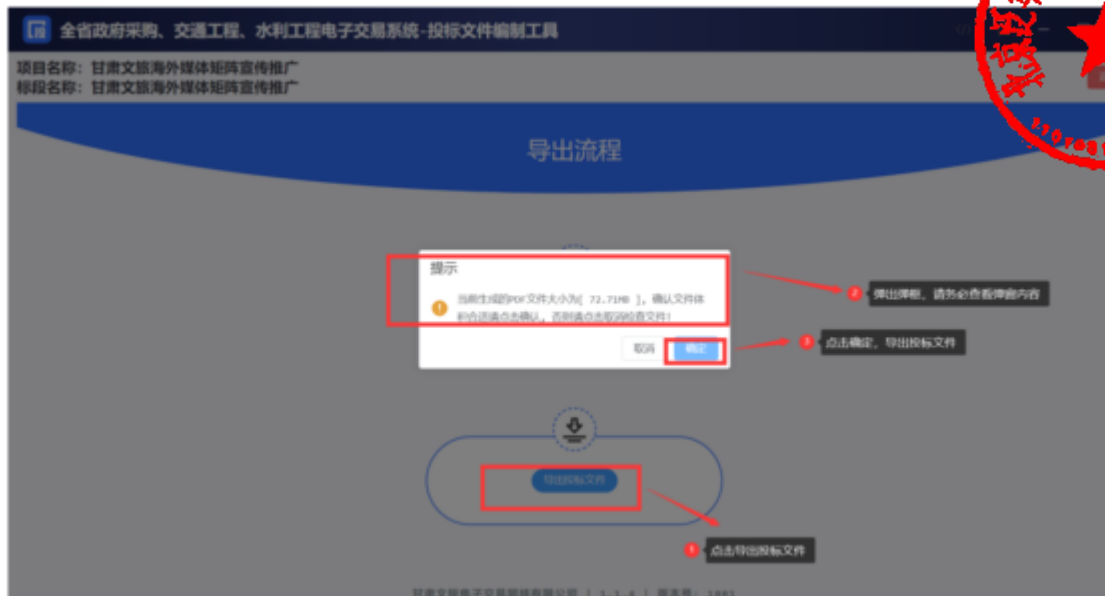 全省政府采购、交通工程、水利工程电子交易系统-投标文件编制工具
项目名称：甘肃文旅海外媒体矩阵宣传推广
标段名称：甘肃文旅海外媒体矩阵宣传推广
导出流程
提示
当前生成的PDF文件大小为[ 72.71MB ]，确认文件体
积合适请点击确认，否则请点击取消检查文件！
取消 确定
2 弹出弹框，请务必查看弹窗内容
3 点击确定，导出投标文件
导出投标文件
1 点击导出投标文件